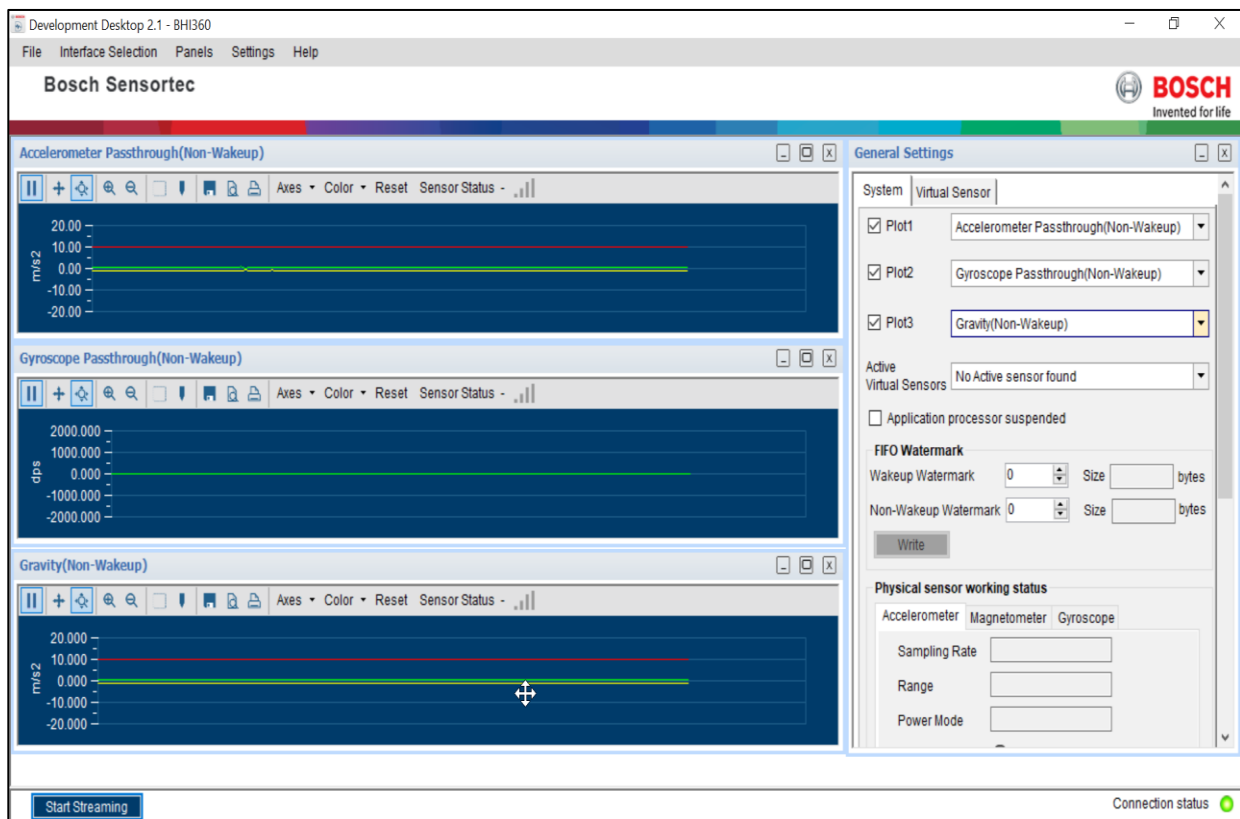 Development Desktop 2.1 - BHI360
File Interface Selection Panels Settings Help
Bosch Sensortec
BOSCH
Invented for life
Accelerometer Passthrough(Non-Wakeup)
Axes Color Reset Sensor Status -
m/s2
20.00
10.00
0.00
-10.00
-20.00
Gyroscope Passthrough(Non-Wakeup)
Axes Color Reset Sensor Status -
dps
2000.000
1000.000
0.000
-1000.000
-2000.000
Gravity(Non-Wakeup)
Axes Color Reset Sensor Status -
m/s2
20.000
10.000
0.000
-10.000
-20.000
General Settings
System Virtual Sensor
Plot1 Accelerometer Passthrough(Non-Wakeup)
Plot2 Gyroscope Passthrough(Non-Wakeup)
Plot3 Gravity(Non-Wakeup)
Active
Virtual Sensors No Active sensor found
Application processor suspended
FIFO Watermark
Wakeup Watermark 0 Size bytes
Non-Wakeup Watermark 0 Size bytes
Write
Physical sensor working status
Accelerometer Magnetometer Gyroscope
Sampling Rate
Range
Power Mode
Start Streaming
Connection status